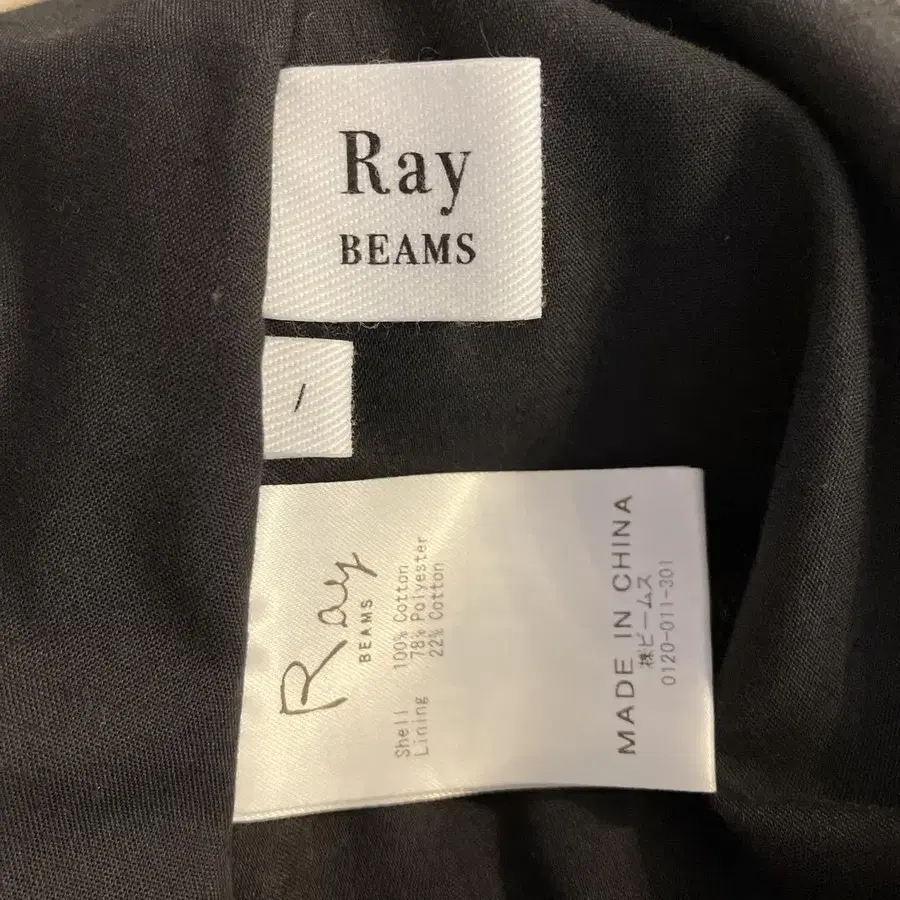 Ray
BEAMS
/
Ray
BEAMS
Shell 100% Cotton
Lining 78% Polyester
22% Cotton
MADE IN CHINA
㈱ビームス
0120-011-301